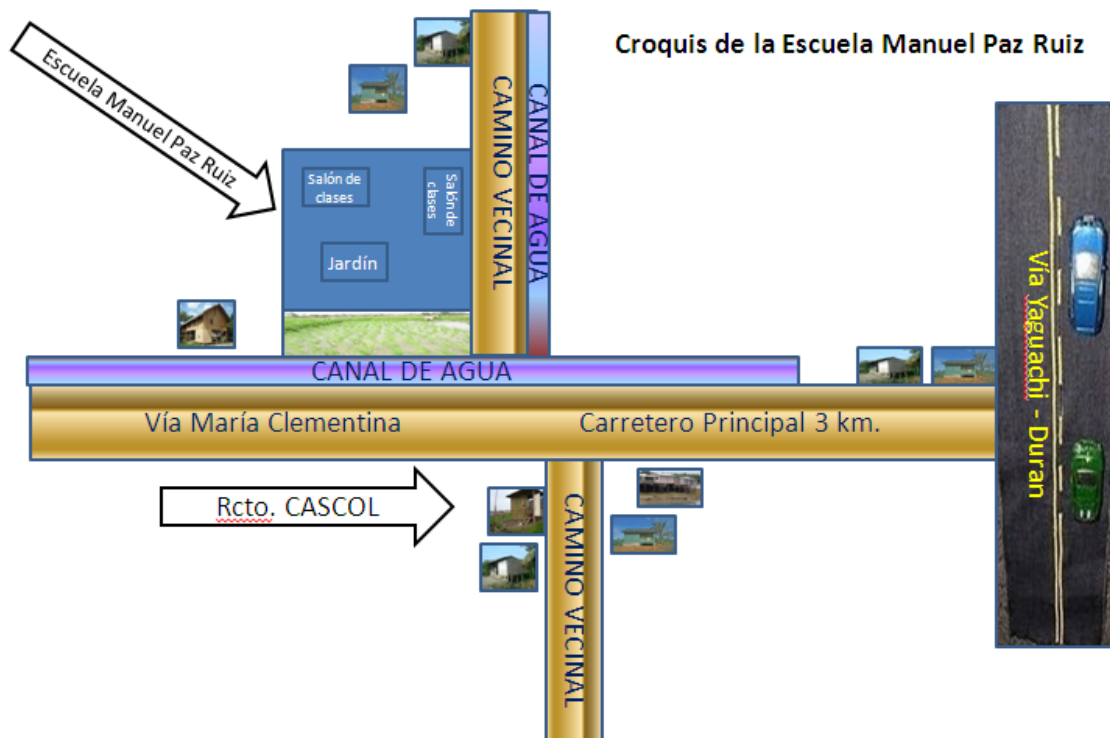 Croquis de la Escuela Manuel Paz Ruiz
Escuela Manuel Paz Ruiz
CAMINO VECINAL
CANAL DE AGUA
Salón de
clases
Salón de
clases
Jardín
Vía Yaguachi - Duran
CANAL DE AGUA
Vía María Clementina
Carretero Principal 3 km.
Rcto. CASCOL
CAMINO VECINAL